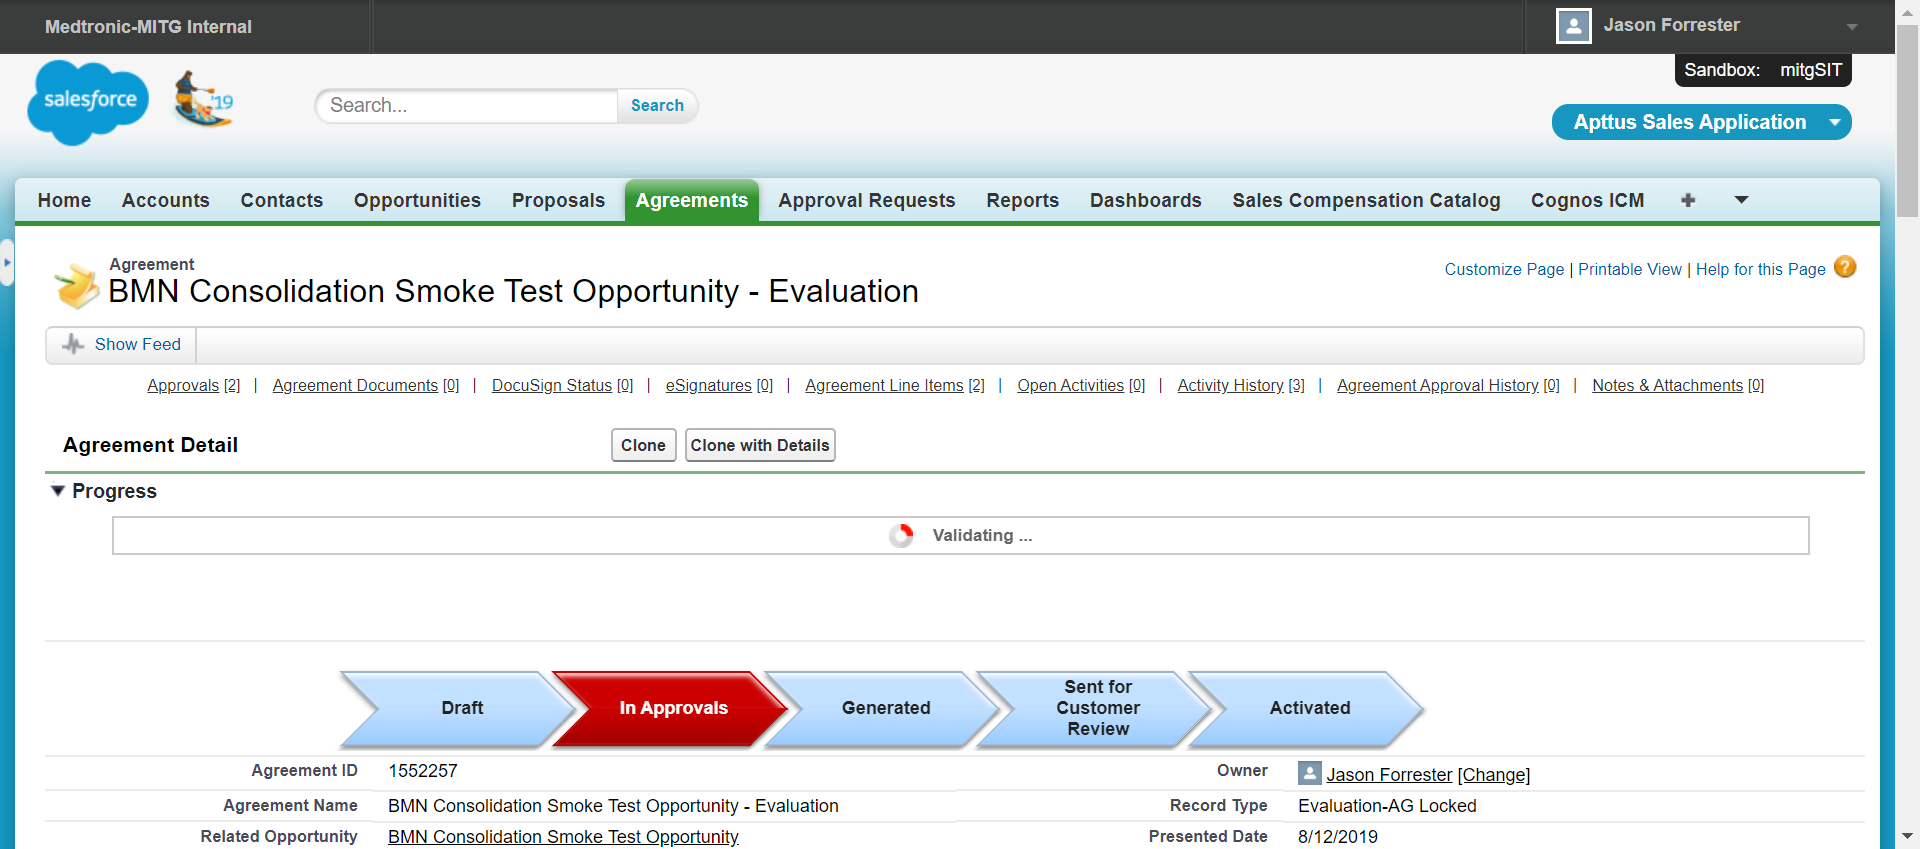 Medtronic-MITG Internal
Jason Forrester
Sandbox: mitgSIT
salesforce
'19
Search...
Search
Apttus Sales Application
Home Accounts Contacts Opportunities Proposals Agreements Approval Requests Reports Dashboards Sales Compensation Catalog Cognos ICM
Agreement
BMN Consolidation Smoke Test Opportunity - Evaluation
Customize Page | Printable View | Help for this Page ?
Show Feed
Approvals [2] | Agreement Documents [0] | DocuSign Status [0] | eSignatures [0] | Agreement Line Items [2] | Open Activities [0] | Activity History [3] | Agreement Approval History [0] | Notes & Attachments [0]
Agreement Detail
Clone
Clone with Details
Progress
Validating ...
Draft
In Approvals
Generated
Sent for
Customer
Review
Activated
Agreement ID 1552257
Owner Jason Forrester [Change]
Agreement Name BMN Consolidation Smoke Test Opportunity - Evaluation
Record Type Evaluation-AG Locked
Related Opportunity BMN Consolidation Smoke Test Opportunity
Presented Date 8/12/2019